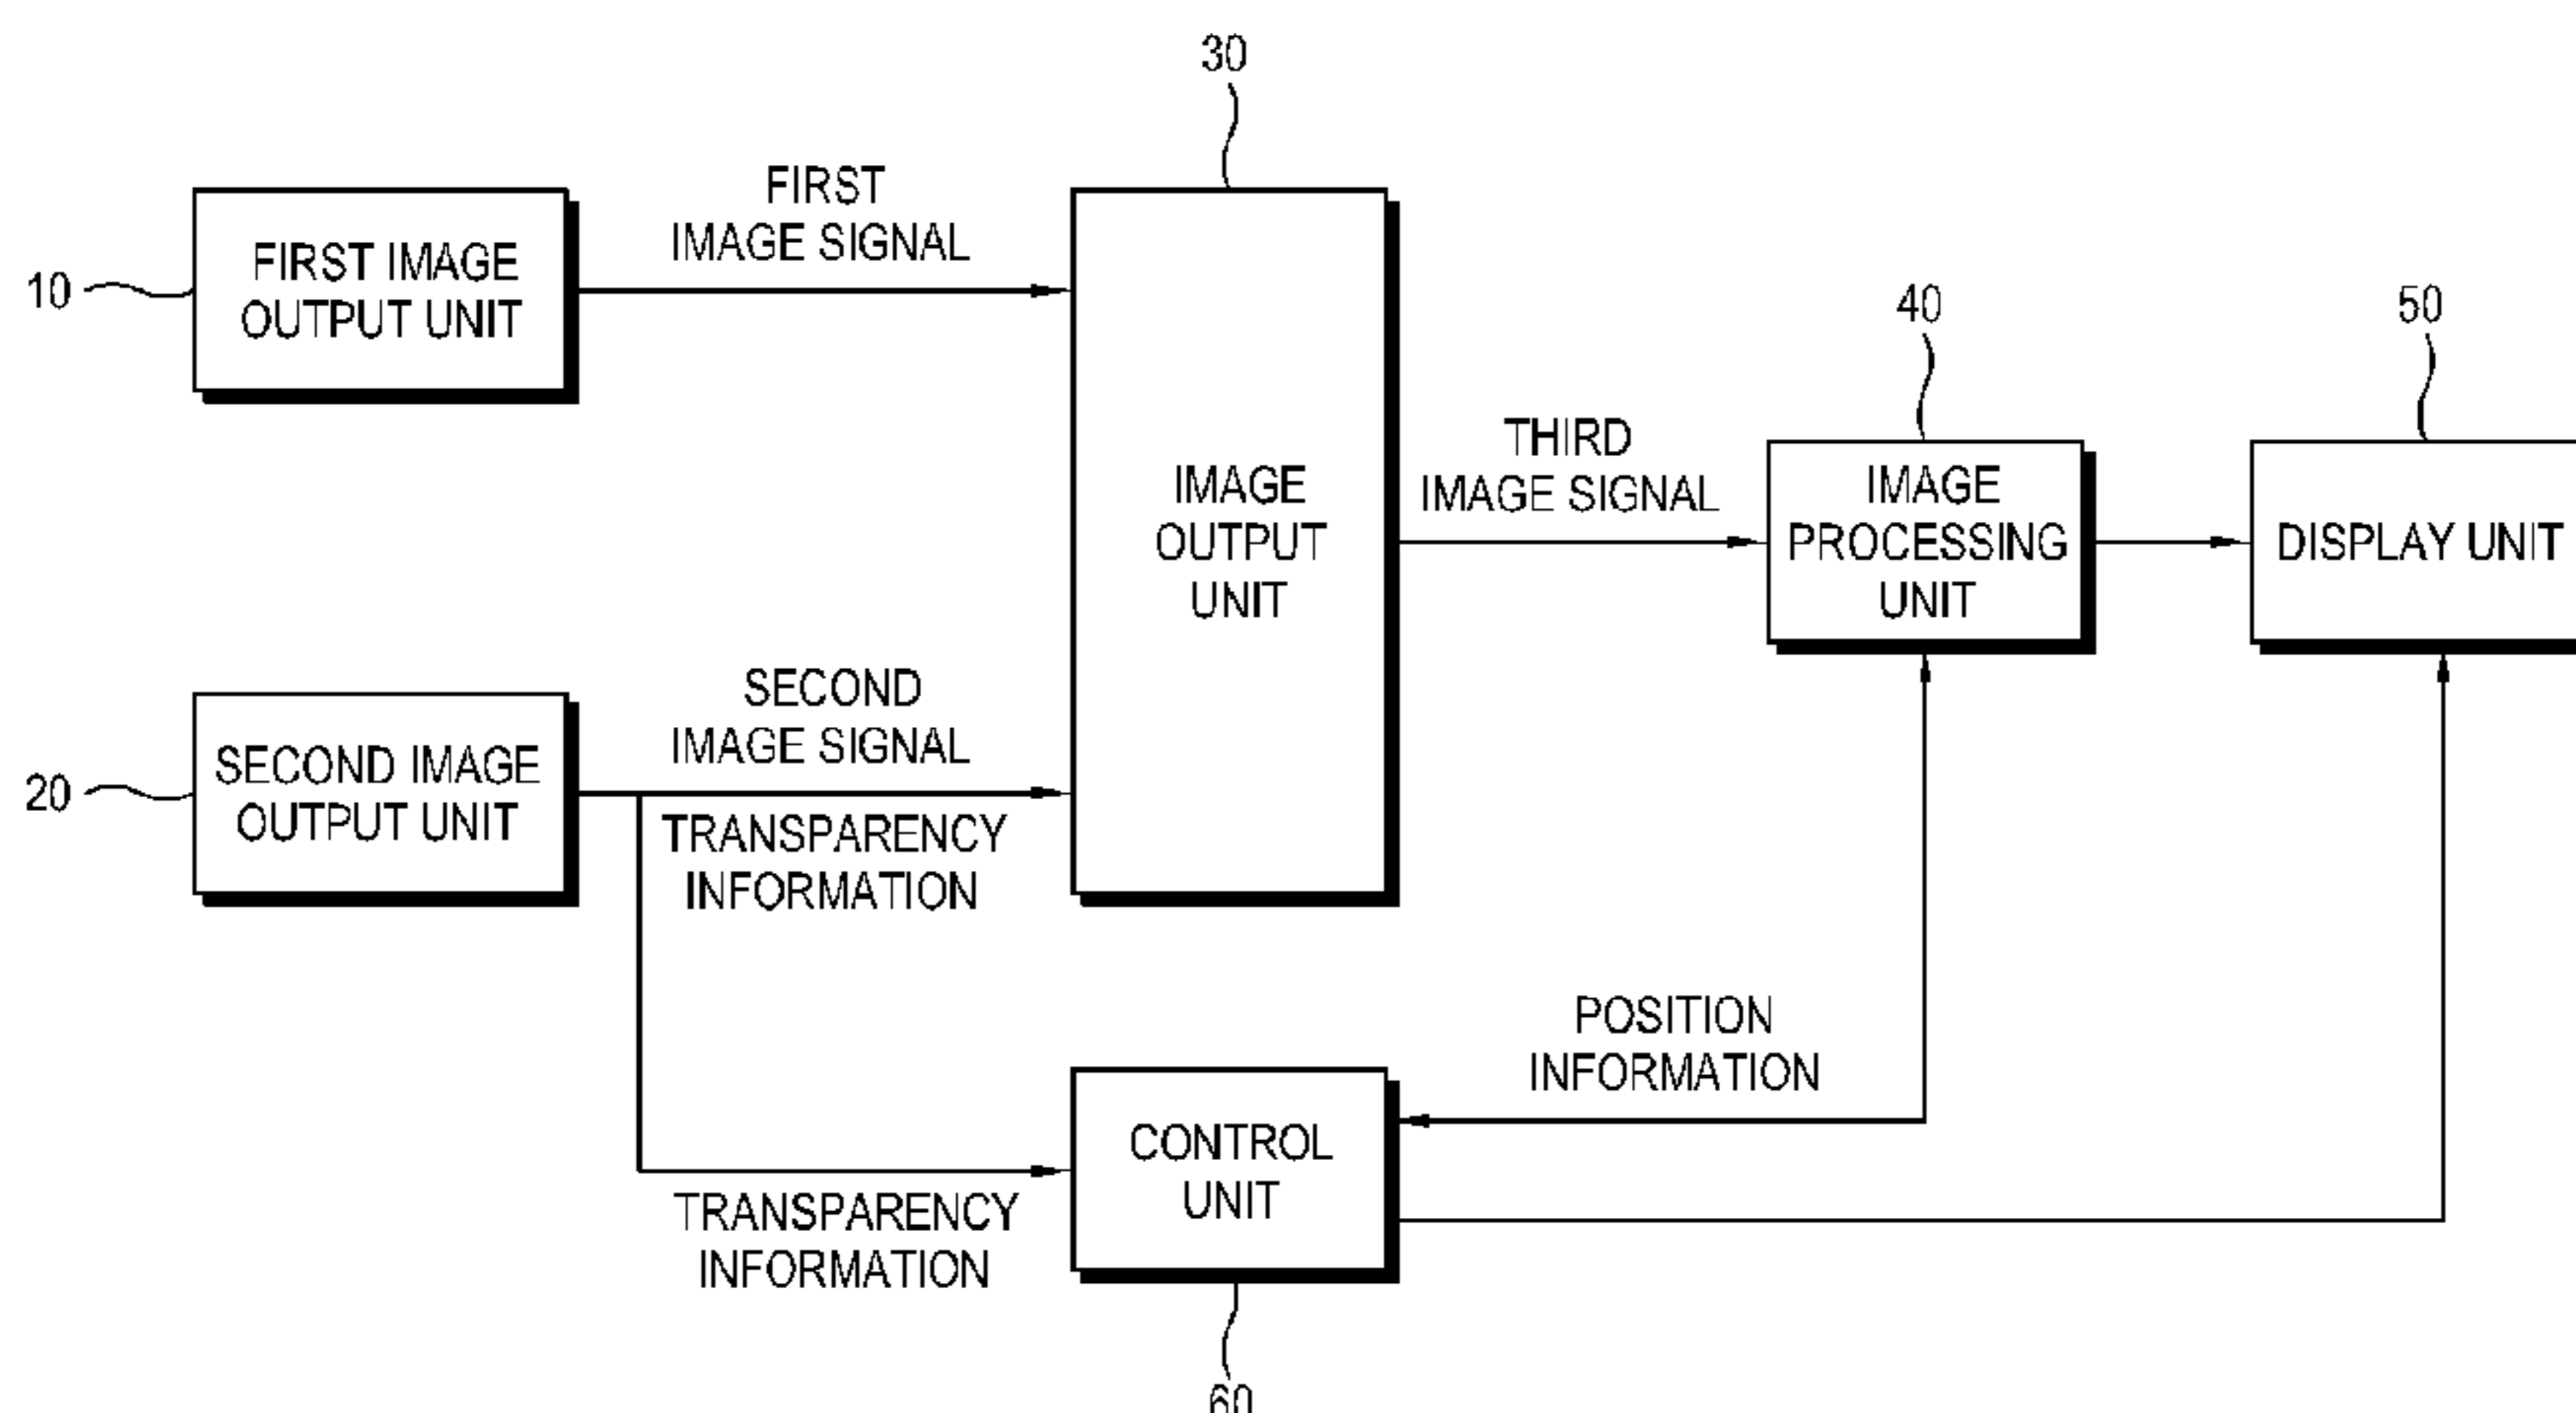 30
FIRST
IMAGE SIGNAL
10
FIRST IMAGE
OUTPUT UNIT
40
50
THIRD
IMAGE SIGNAL
IMAGE
OUTPUT
UNIT
IMAGE
PROCESSING
UNIT
DISPLAY UNIT
SECOND
IMAGE SIGNAL
20
SECOND IMAGE
OUTPUT UNIT
TRANSPARENCY
INFORMATION
POSITION
INFORMATION
CONTROL
UNIT
TRANSPARENCY
INFORMATION
60